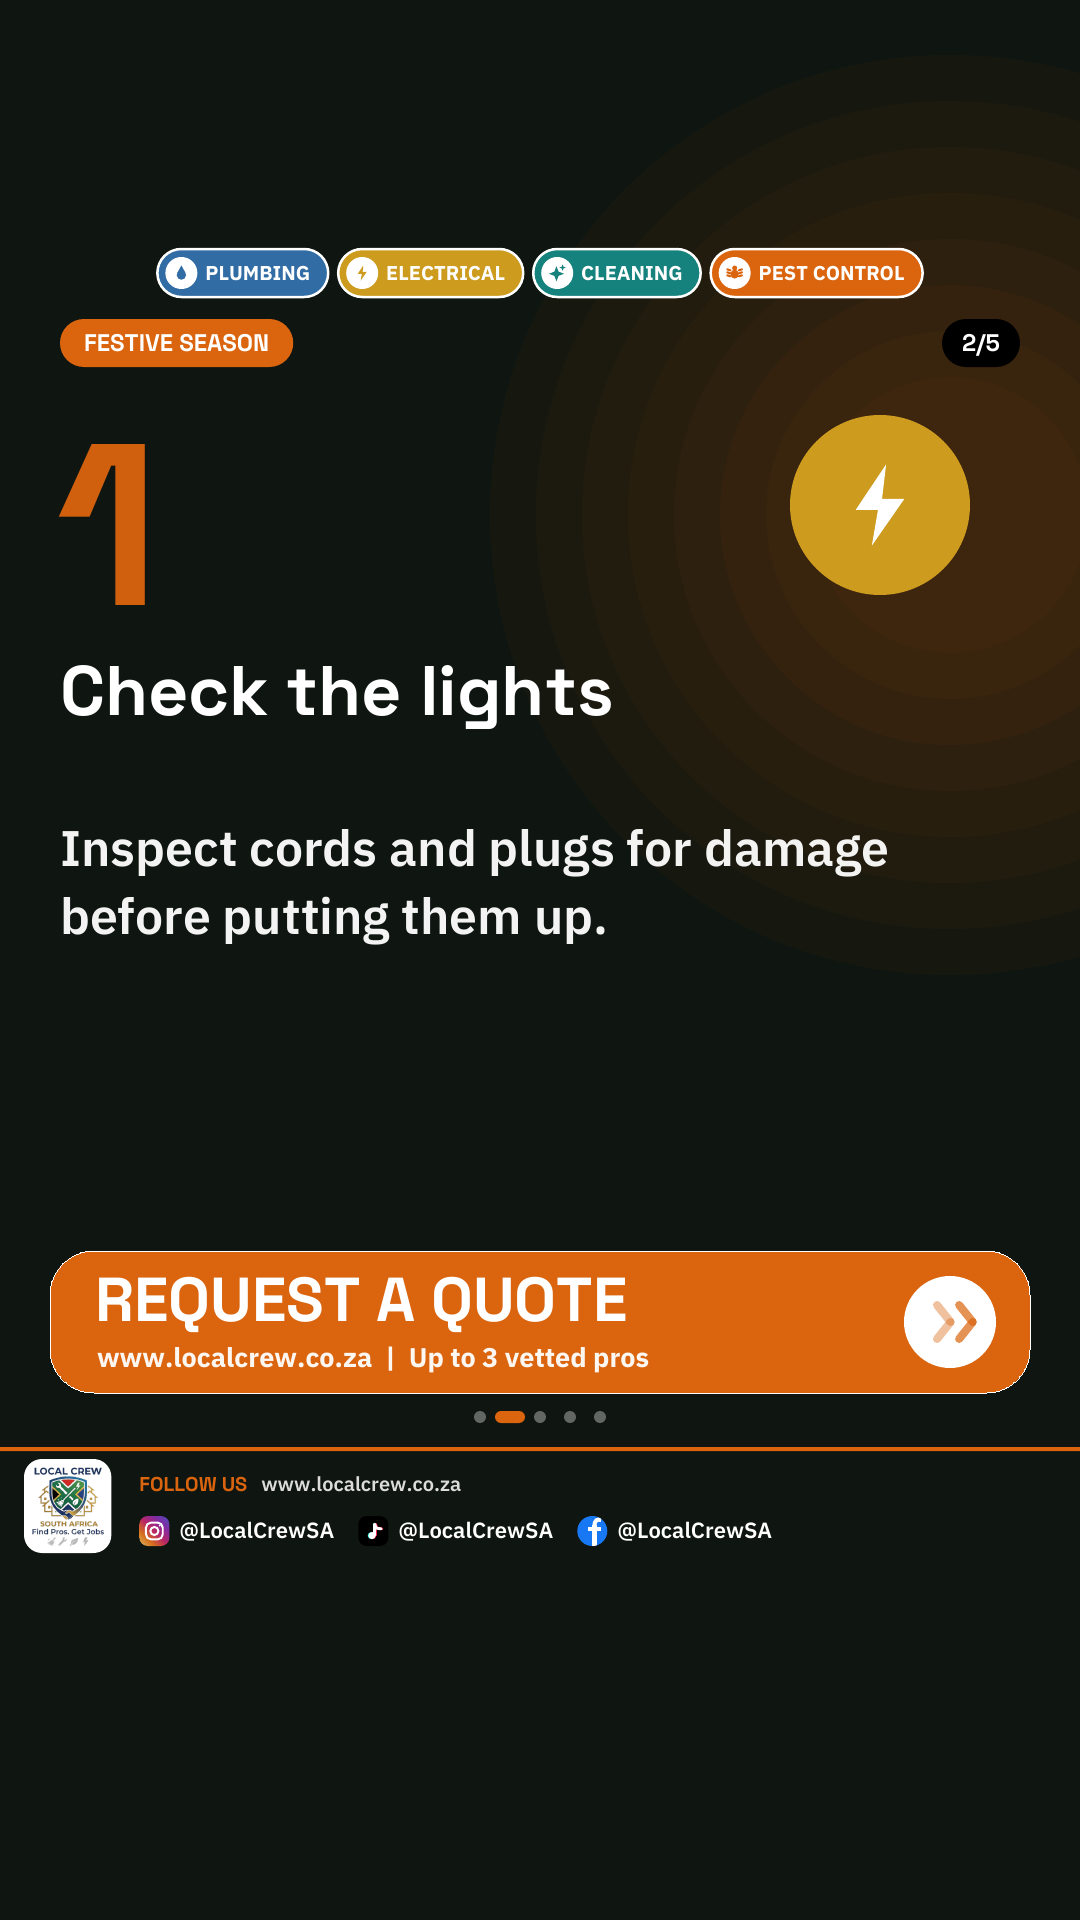 PLUMBING ELECTRICAL CLEANING PEST CONTROL
FESTIVE SEASON 2/5
1
Check the lights
Inspect cords and plugs for damage
before putting them up.
REQUEST A QUOTE
www.localcrew.co.za | Up to 3 vetted pros
LOCAL CREW
SOUTH AFRICA
Find Pros. Get Jobs
FOLLOW US www.localcrew.co.za
@LocalCrewSA @LocalCrewSA @LocalCrewSA